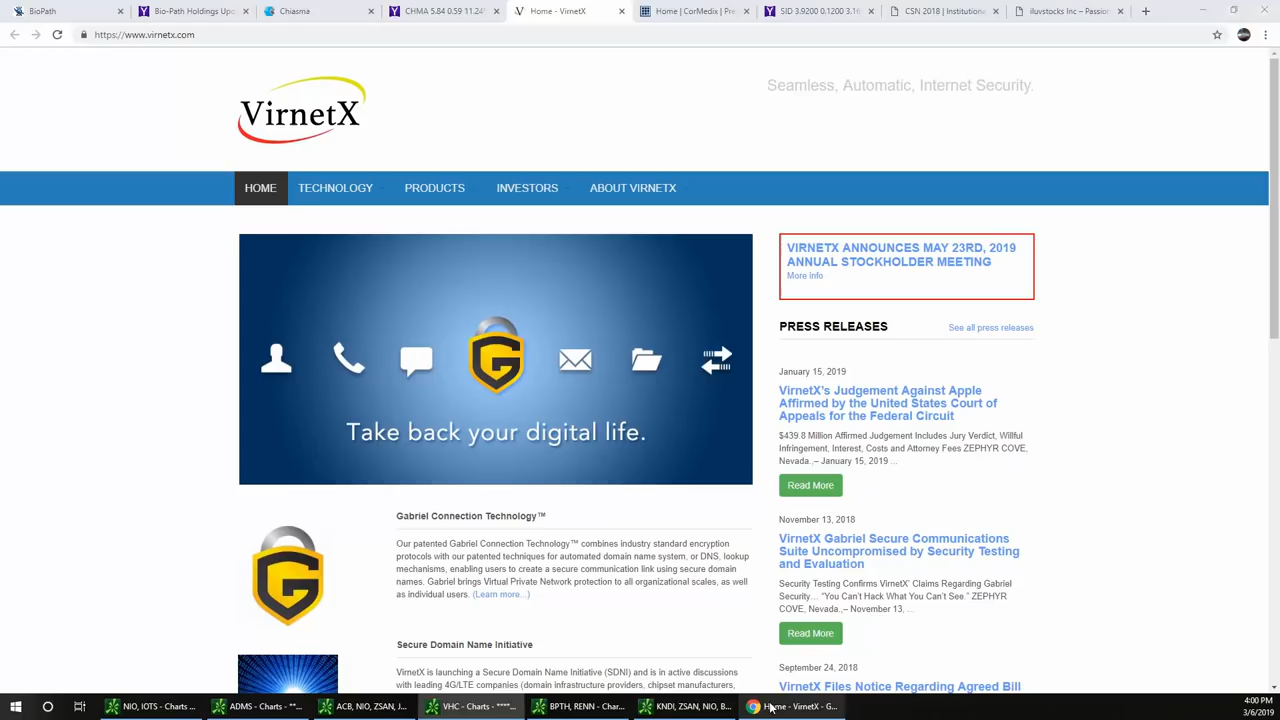 BioPath
Bio-Path Holdings Upo
Chiasma
CHMA 5.84 0.59 11.24%
Home - VirnetX
Home | CorMedix | Pres
SID 3.9200 0.1200 3.16
CSN 2018 | Institutiona
iluvstocks Inc – Passion
https://www.virnetx.com
VirnetX
Seamless, Automatic, Internet Security.
HOME
TECHNOLOGY
PRODUCTS
INVESTORS
ABOUT VIRNETX
G
Take back your digital life.
VIRNETX ANNOUNCES MAY 23RD, 2019
ANNUAL STOCKHOLDER MEETING
More info
PRESS RELEASES
See all press releases
January 15, 2019
VirnetX's Judgement Against Apple
Affirmed by the United States Court of
Appeals for the Federal Circuit
$439.8 Million Affirmed Judgement Includes Jury Verdict, Willful
Infringement, Interest, Costs and Attorney Fees ZEPHYR COVE,
Nevada.,– January 15, 2019 ...
Read More
November 13, 2018
VirnetX Gabriel Secure Communications
Suite Uncompromised by Security Testing
and Evaluation
Security Testing Confirms VirnetX' Claims Regarding Gabriel
Security… "You Can't Hack What You Can't See." ZEPHYR
COVE, Nevada.,– November 13, ...
Read More
September 24, 2018
VirnetX Files Notice Regarding Agreed Bill
G
Gabriel Connection Technology™
Our patented Gabriel Connection Technology™ combines industry standard encryption
protocols with our patented techniques for automated domain name system, or DNS, lookup
mechanisms, enabling users to create a secure communication link using secure domain
names. Gabriel brings Virtual Private Network protection to all organizational scales, as well
as individual users. (Learn more...)
Secure Domain Name Initiative
VirnetX is launching a Secure Domain Name Initiative (SDNI) and is in active discussions
with leading 4G/LTE companies (domain infrastructure providers, chipset manufacturers,
NIO, IOTS - Charts ...
ADMS - Charts - "*...
ACB, NIO, ZSAN, J...
VHC - Charts - "***...
BPTH, RENN - Char...
KNDI, ZSAN, NIO, B...
Home - VirnetX - G...
4:00 PM
3/6/2019